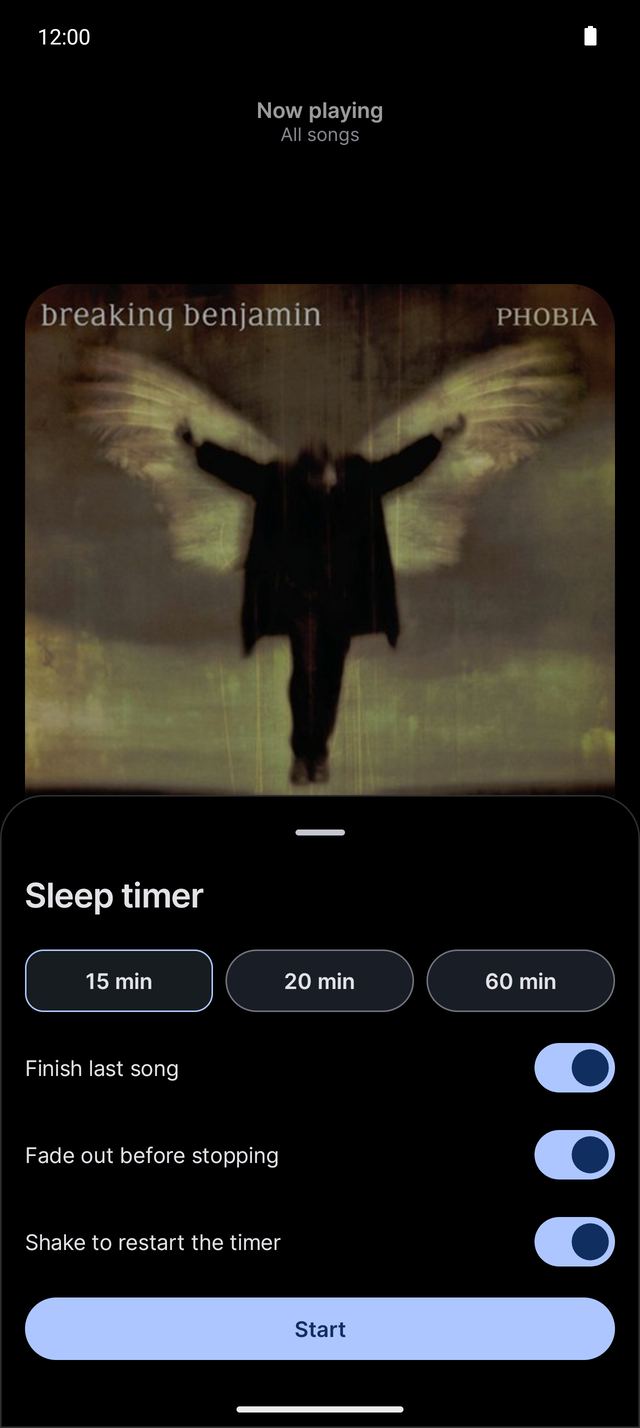 12:00
Now playing
All songs
breaking benjamin PHOBIA
Sleep timer
15 min 20 min 60 min
Finish last song
Fade out before stopping
Shake to restart the timer
Start